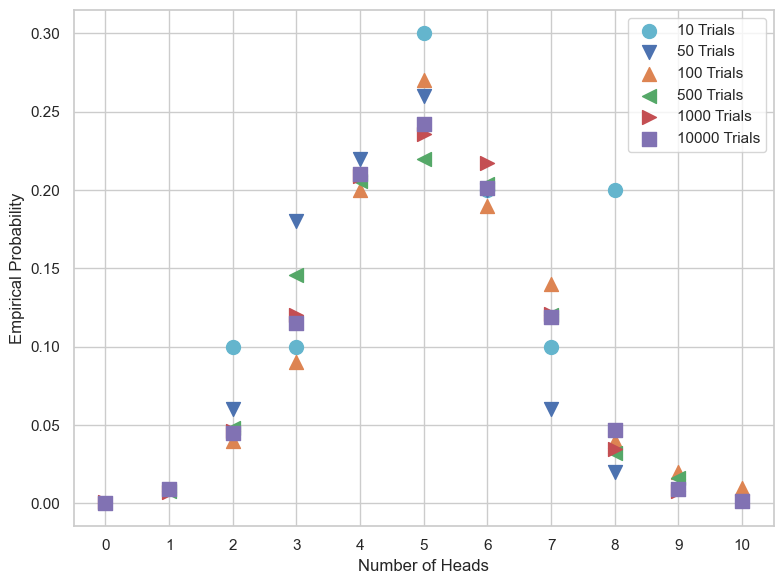 10 Trials
50 Trials
100 Trials
500 Trials
1000 Trials
10000 Trials
0.30
0.25
0.20
0.15
0.10
0.05
0.00
Empirical Probability
0 1 2 3 4 5 6 7 8 9 10
Number of Heads